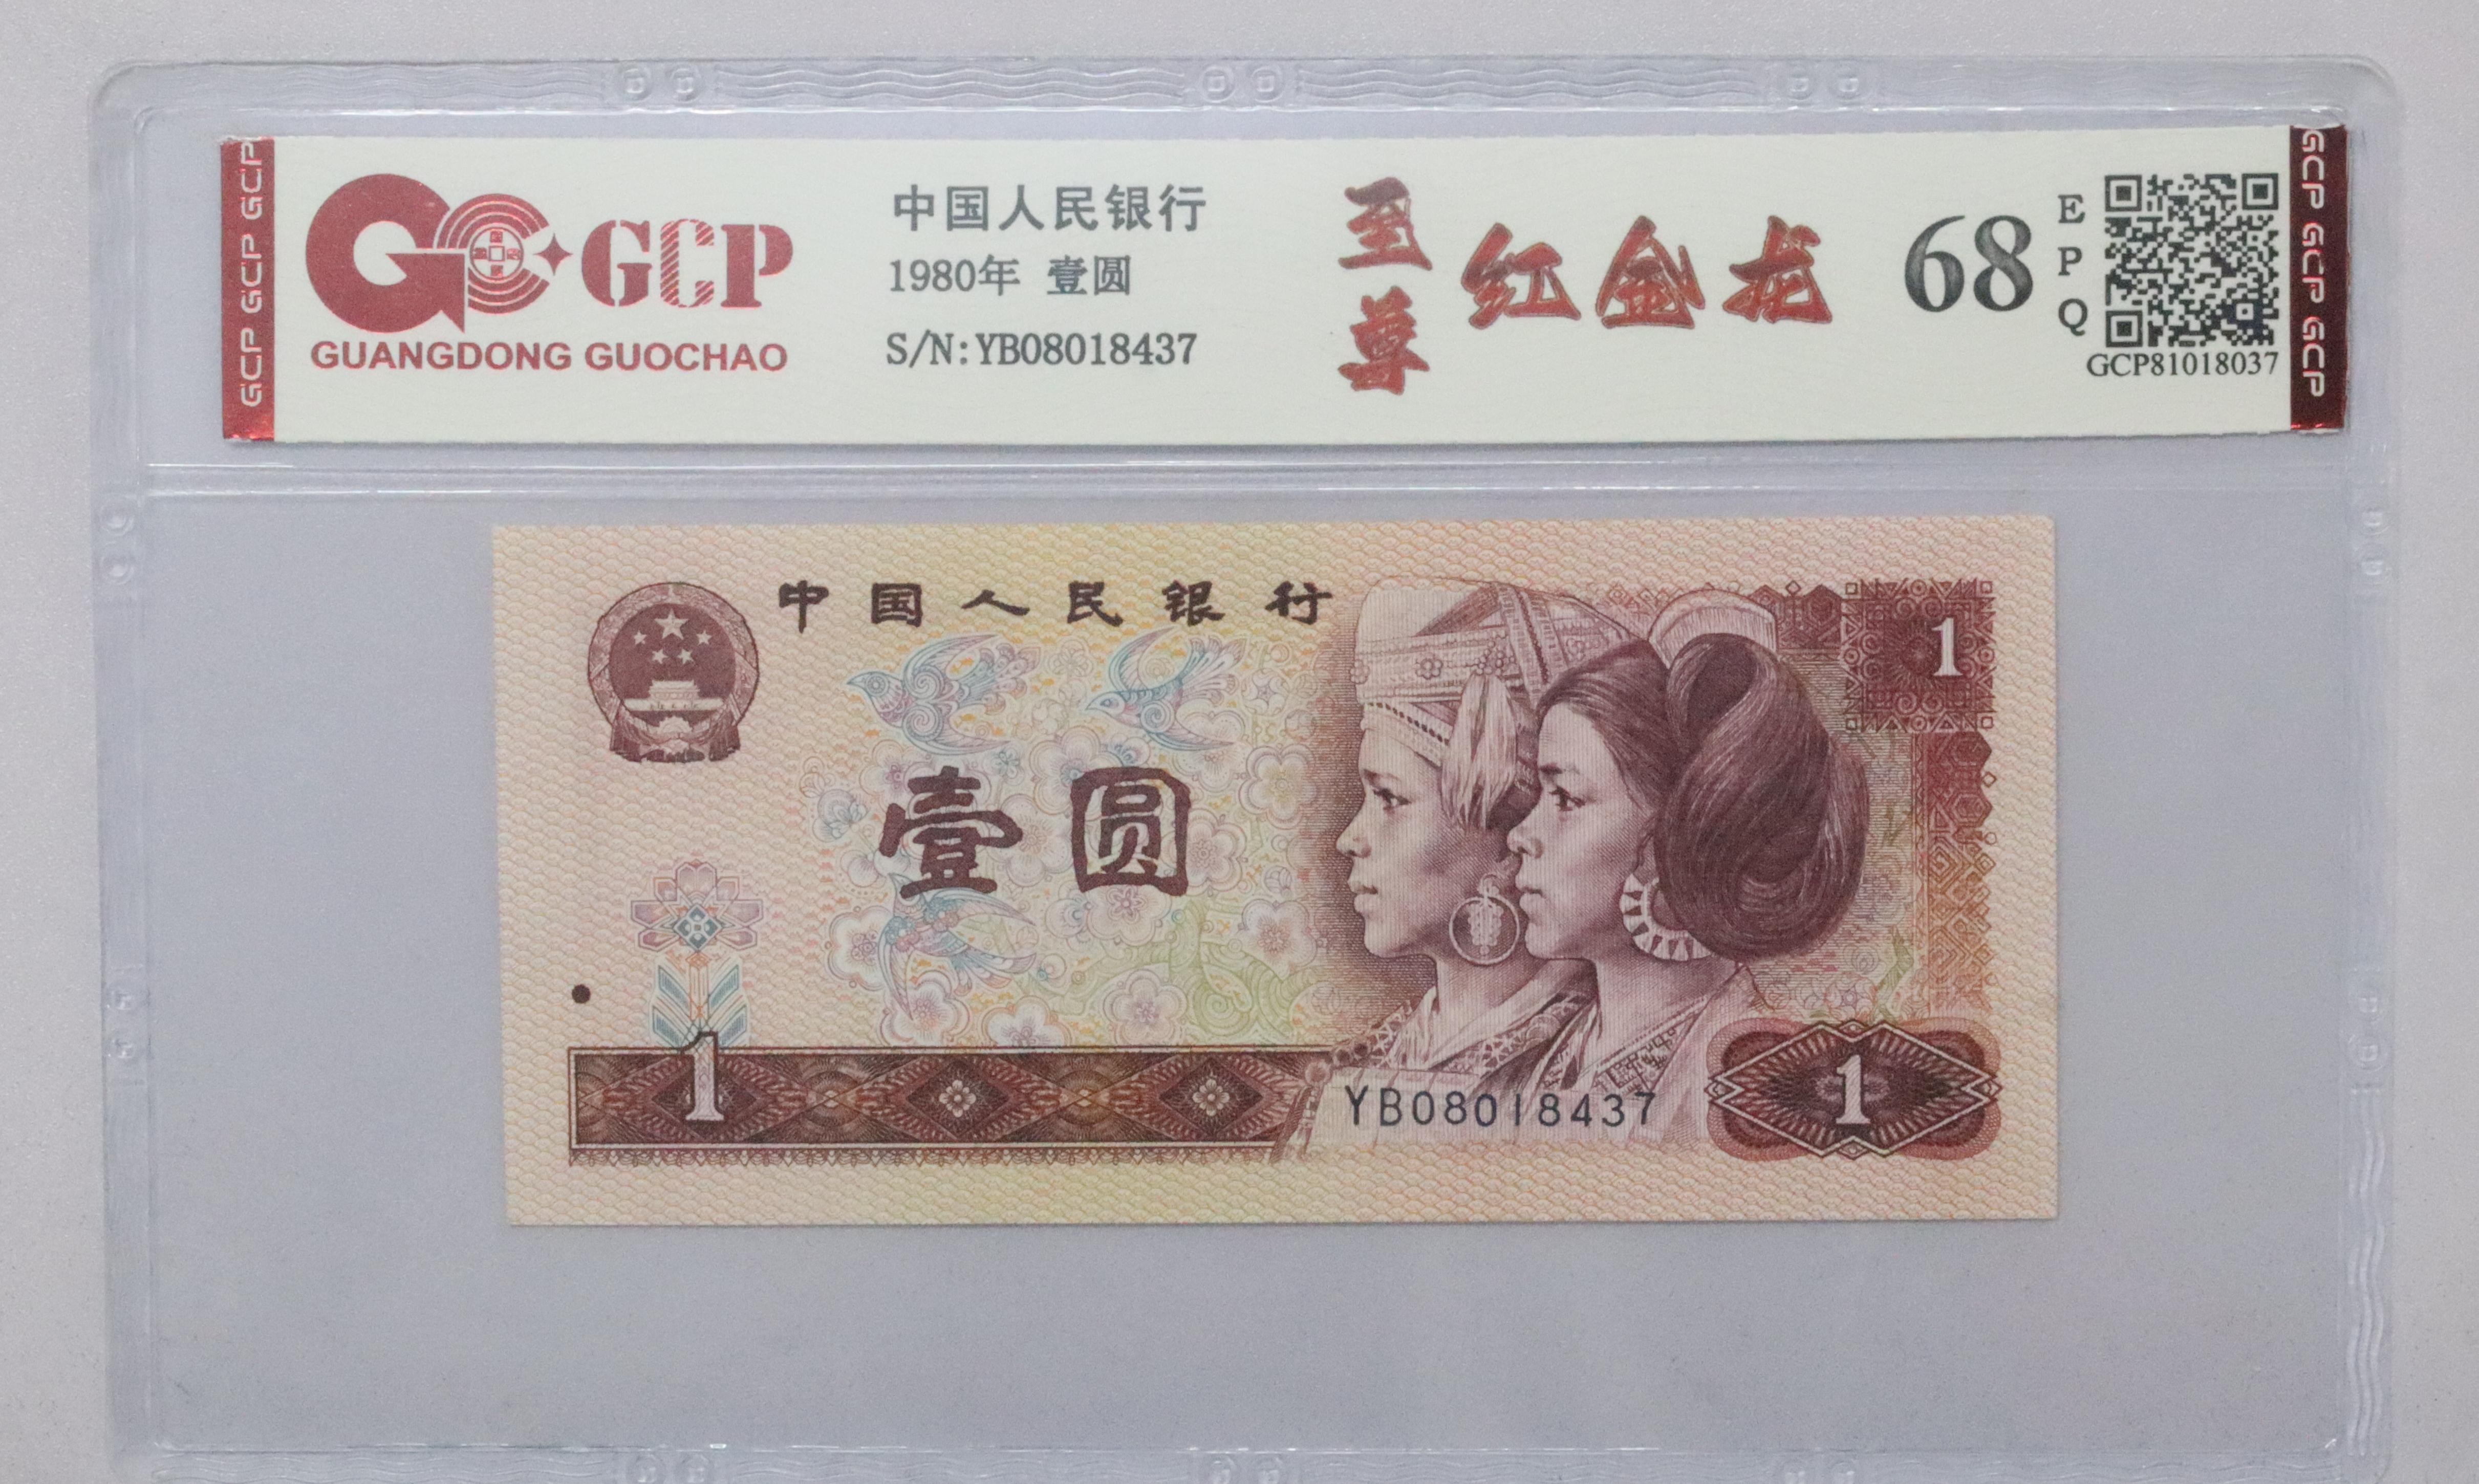 GCP GCP GCP
GCP
GUANGDONG GUOCHAO
中国人民银行
1980年 壹圆
S/N:YB08018437
至尊
红金龙
68
EPQ
GCP81018037
GCP GCP GCP
中国人民银行
1
壹圆
1
YB08018437
1